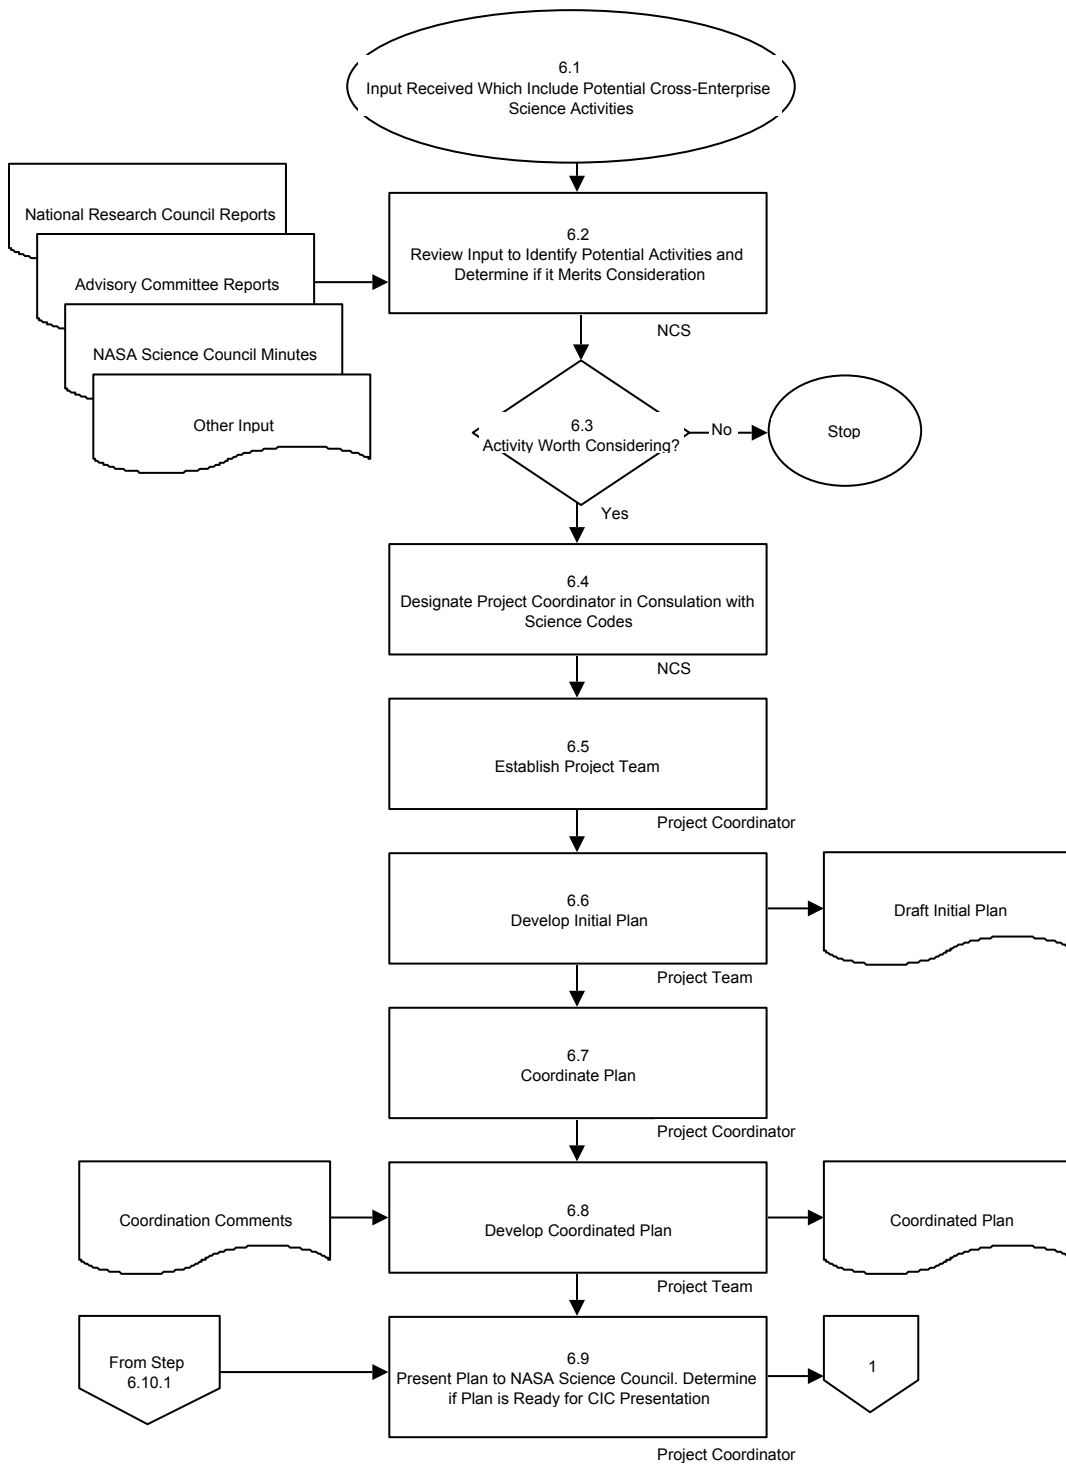 6.1
Input Received Which Include Potential Cross-Enterprise
Science Activities
National Research Council Reports
Advisory Committee Reports
NASA Science Council Minutes
Other Input
6.2
Review Input to Identify Potential Activities and
Determine if it Merits Consideration
NCS
6.3
Activity Worth Considering?
No
Stop
Yes
6.4
Designate Project Coordinator in Consulation with
Science Codes
NCS
6.5
Establish Project Team
Project Coordinator
6.6
Develop Initial Plan
Draft Initial Plan
Project Team
6.7
Coordinate Plan
Project Coordinator
Coordination Comments
6.8
Develop Coordinated Plan
Coordinated Plan
Project Team
From Step
6.10.1
6.9
Present Plan to NASA Science Council. Determine
if Plan is Ready for CIC Presentation
1
Project Coordinator